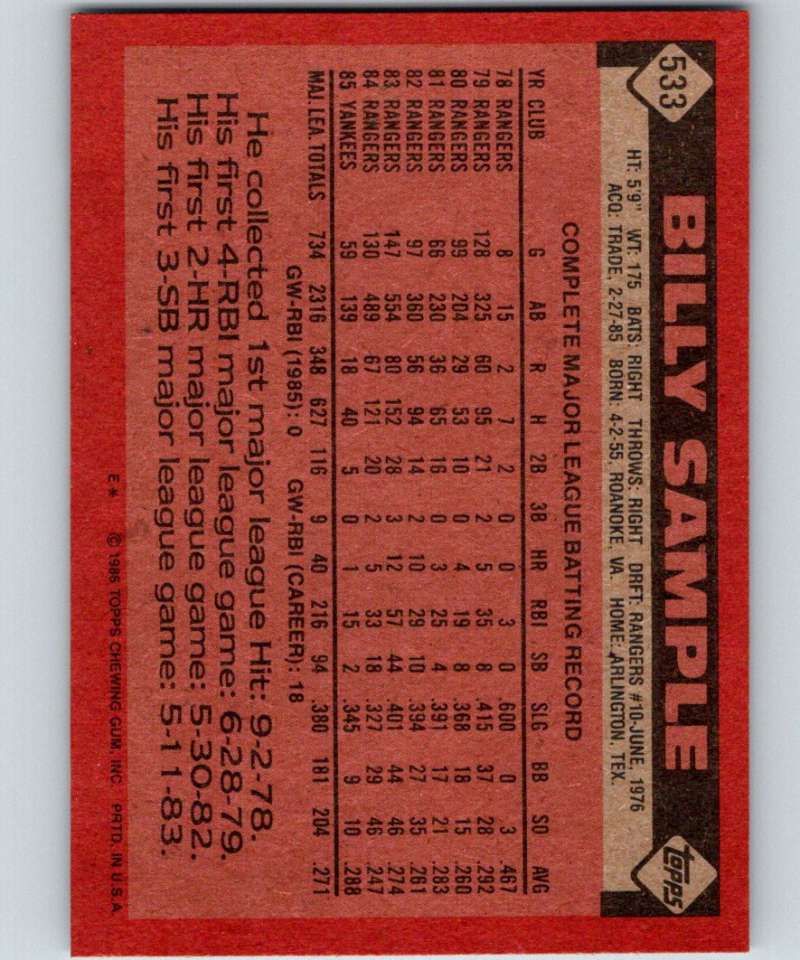 533 BILLY SAMPLE topps
HT: 5'9" WT: 175 BATS: RIGHT THROWS: RIGHT DRFT: RANGERS #10-JUNE, 1976
ACQ: TRADE, 2-27-85 BORN: 4-2-55, ROANOKE, VA. HOME: ARLINGTON, TEX.
COMPLETE MAJOR LEAGUE BATTING RECORD
YR CLUB G AB R H 2B 3B HR RBI SB SLG BB SO AVG
78 RANGERS 8 15 2 7 2 0 0 3 0 .600 0 3 .467
79 RANGERS 128 325 60 95 21 2 5 35 8 .415 37 28 .292
80 RANGERS 99 204 29 53 10 0 4 19 8 .368 18 15 .260
81 RANGERS 66 230 36 65 16 0 3 25 4 .391 17 21 .283
82 RANGERS 97 360 56 94 14 2 10 29 10 .394 27 35 .261
83 RANGERS 147 554 80 152 28 3 12 57 44 .401 44 46 .274
84 RANGERS 130 489 67 121 20 2 5 33 18 .327 29 46 .247
85 YANKEES 59 139 18 40 5 0 1 15 2 .345 9 10 .288
MAJ. LEA. TOTALS 734 2316 348 627 116 9 40 216 94 .380 181 204 .271
GW-RBI (1985): 0 GW-RBI (CAREER): 18
He collected 1st major league Hit: 9-2-78.
His first 4-RBI major league game: 6-28-79.
His first 2-HR major league game: 5-30-82.
His first 3-SB major league game: 5-11-83.
E* © 1986 TOPPS CHEWING GUM, INC. PRTD. IN U.S.A.